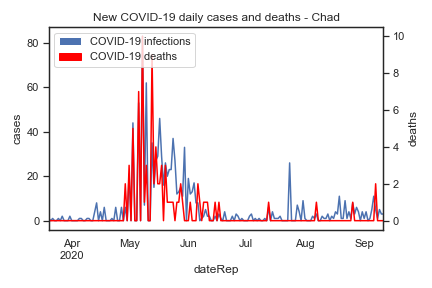 New COVID-19 daily cases and deaths - Chad
COVID-19 infections
COVID-19 deaths
80
60
40
20
0
cases
10
8
6
4
2
0
deaths
Apr
2020
May
Jun
Jul
Aug
Sep
dateRep